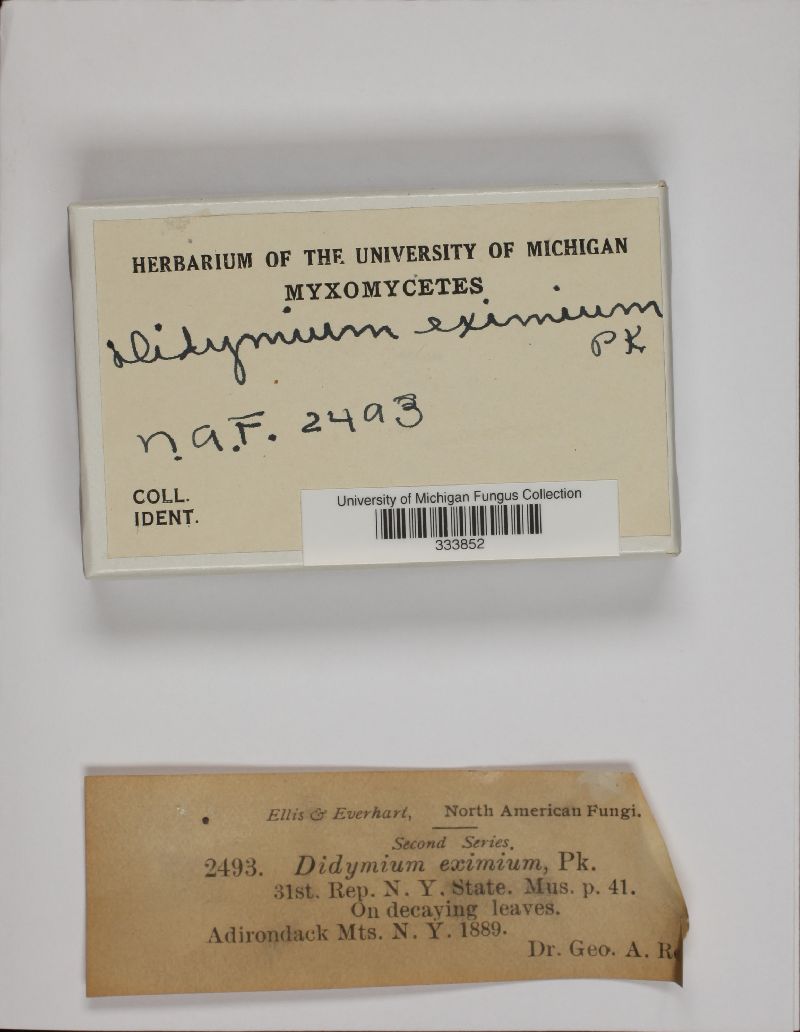 HERBARIUM OF THE UNIVERSITY OF MICHIGAN
MYXOMYCETES
Didymium eximium
PK
N.A.F. 2493
COLL.
IDENT.
University of Michigan Fungus Collection
333852
Ellis & Everhart, North American Fungi.
Second Series.
2493. Didymium eximium, Pk.
31st. Rep. N. Y. State. Mus. p. 41.
On decaying leaves.
Adirondack Mts. N. Y. 1889.
Dr. Geo. A.